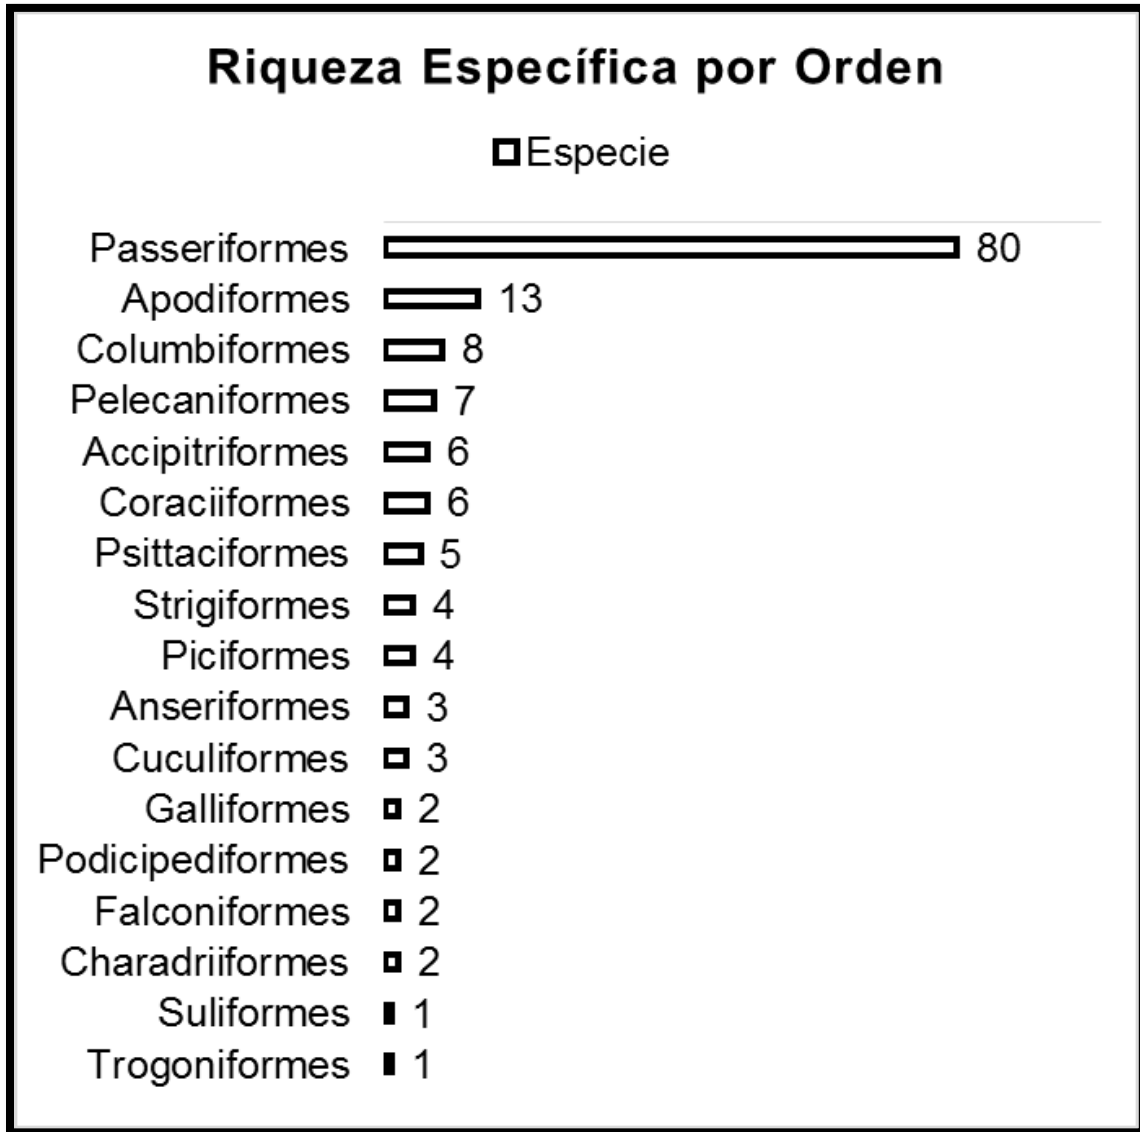 Riqueza Específica por Orden
Especie
Passeriformes 80
Apodiformes 13
Columbiformes 8
Pelecaniformes 7
Accipitriformes 6
Coraciiformes 6
Psittaciformes 5
Strigiformes 4
Piciformes 4
Anseriformes 3
Cuculiformes 3
Galliformes 2
Podicipediformes 2
Falconiformes 2
Charadriiformes 2
Suliformes 1
Trogoniformes 1